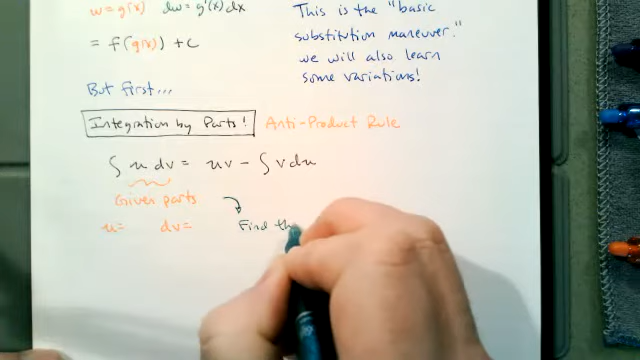 w = g(x) dw = g'(x) dx
= f(g(x)) + c
This is the "basic
substitution maneuver."
we will also learn
some variations!
But first...
Integration by Parts! Anti-Product Rule
∫ u dv = uv - ∫ v du
Given parts
u= dv=
Find th